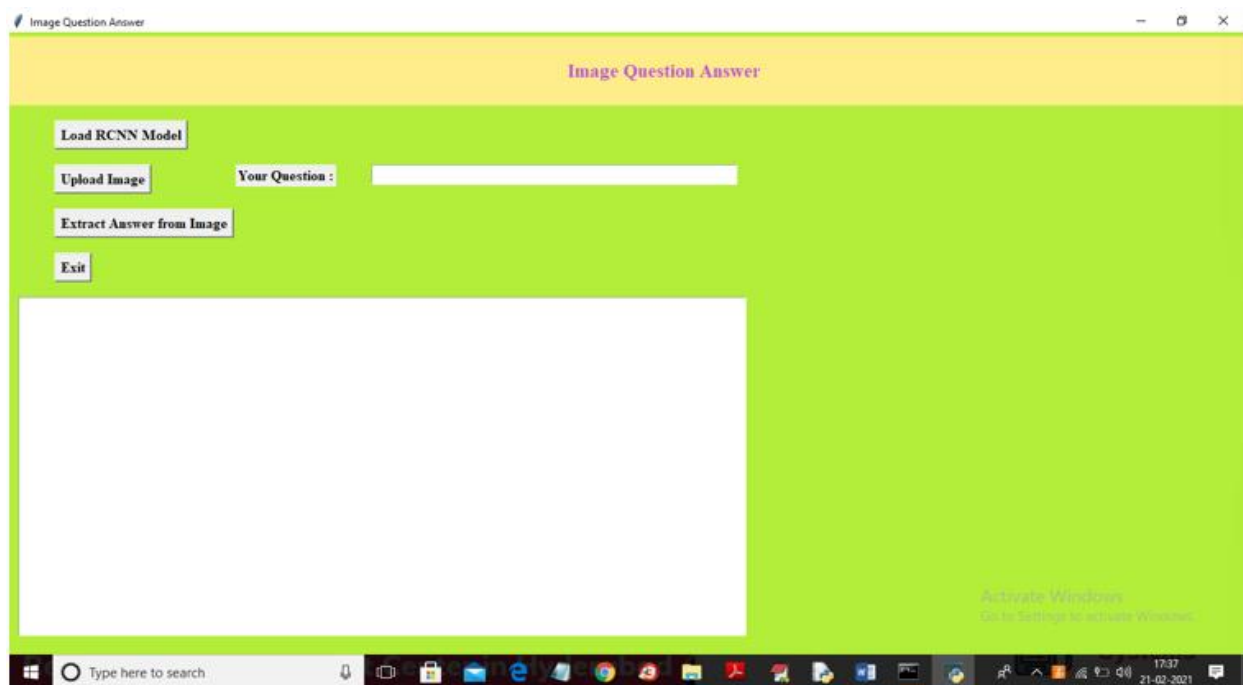 Image Question Answer
Image Question Answer
Load RCNN Model
Upload Image
Your Question :
Extract Answer from Image
Exit
Activate Windows
Go to Settings to activate Windows.
Type here to search
17:37
21-02-2021